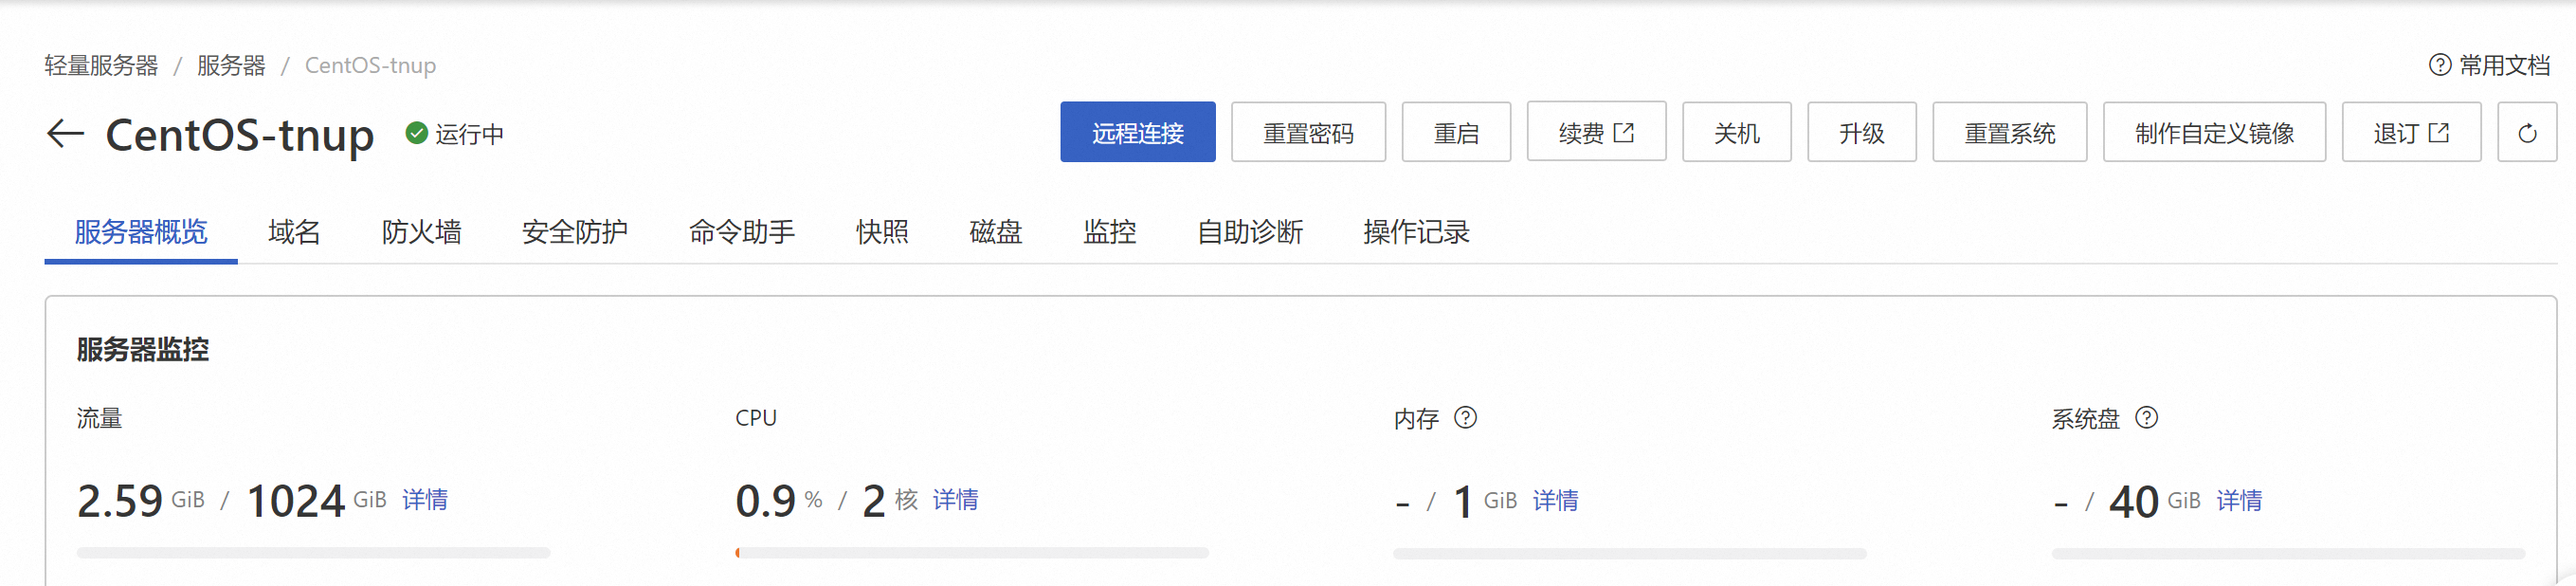 轻量服务器 / 服务器 / CentOS-tnup
常用文档
CentOS-tnup 运行中
远程连接 重置密码 重启 续费 关机 升级 重置系统 制作自定义镜像 退订
服务器概览 域名 防火墙 安全防护 命令助手 快照 磁盘 监控 自助诊断 操作记录
服务器监控
流量 CPU 内存 系统盘
2.59 GiB / 1024 GiB 详情 0.9 % / 2 核 详情 - / 1 GiB 详情 - / 40 GiB 详情